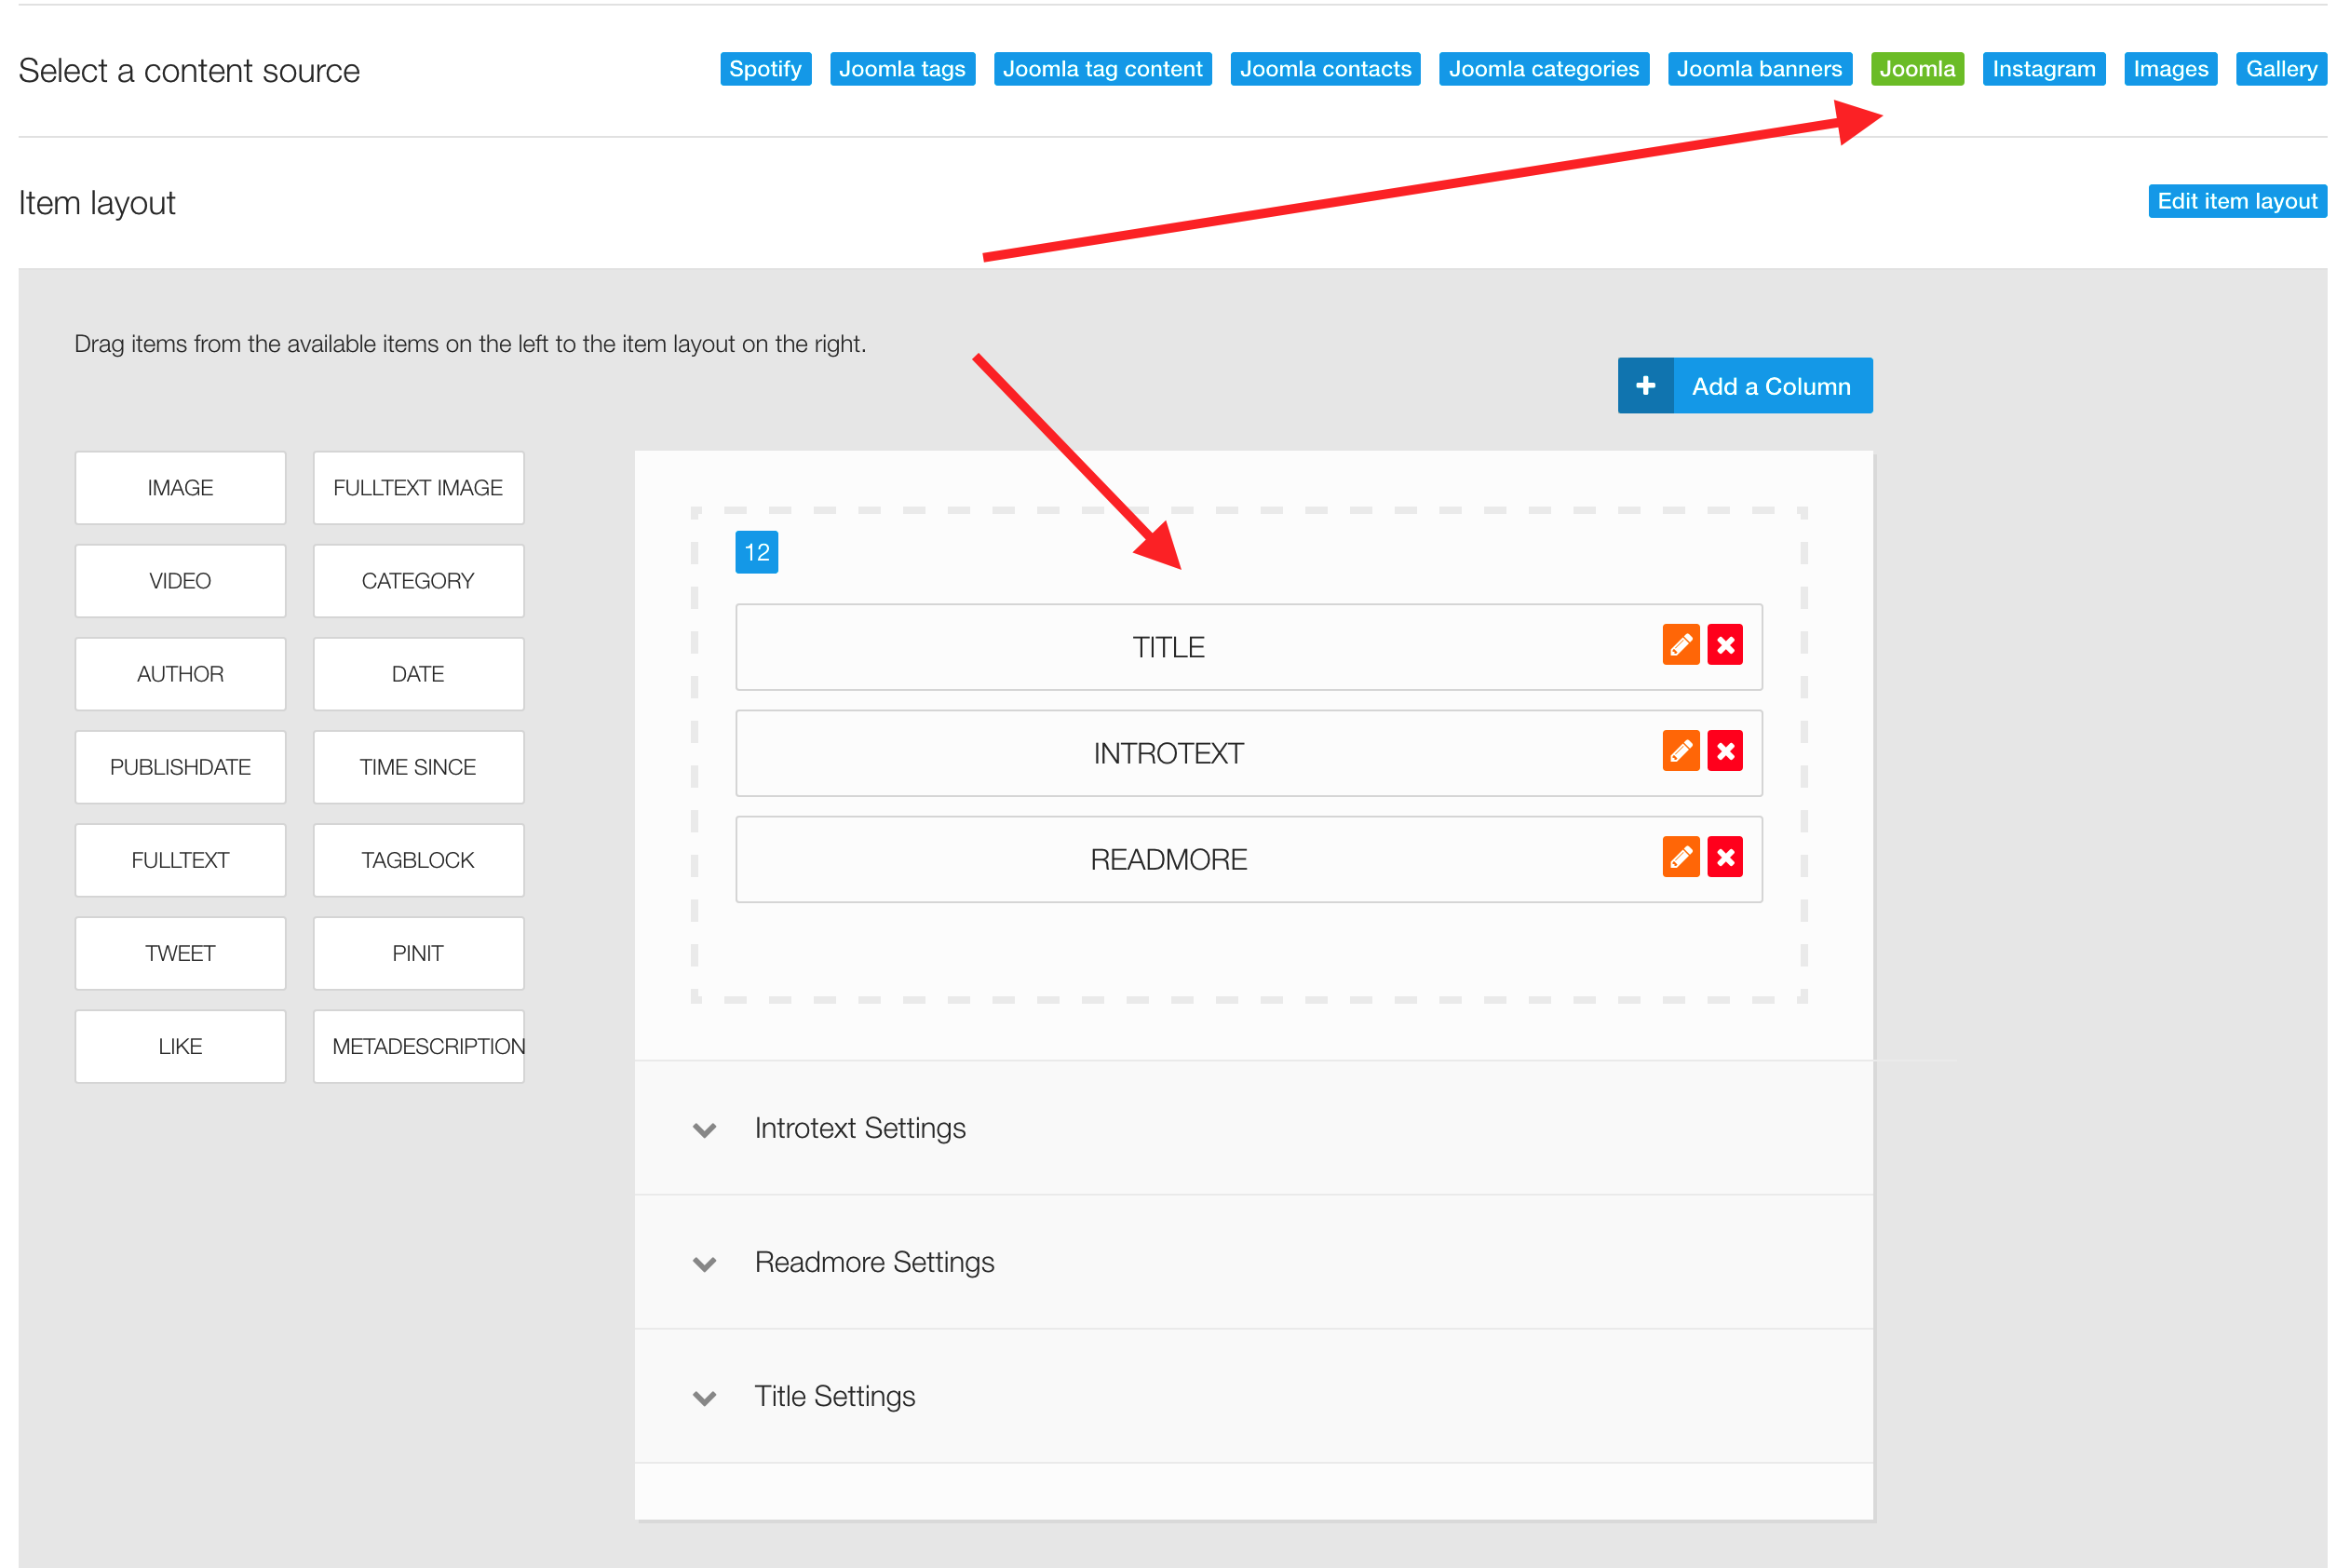 Select a content source
Spotify Joomla tags Joomla tag content Joomla contacts Joomla categories Joomla banners Joomla Instagram Images Gallery
Item layout
Edit item layout
Drag items from the available items on the left to the item layout on the right.
Add a Column
IMAGE FULLTEXT IMAGE
VIDEO CATEGORY
AUTHOR DATE
PUBLISHDATE TIME SINCE
FULLTEXT TAGBLOCK
TWEET PINIT
LIKE METADESCRIPTION
12
TITLE
INTROTEXT
READMORE
Introtext Settings
Readmore Settings
Title Settings